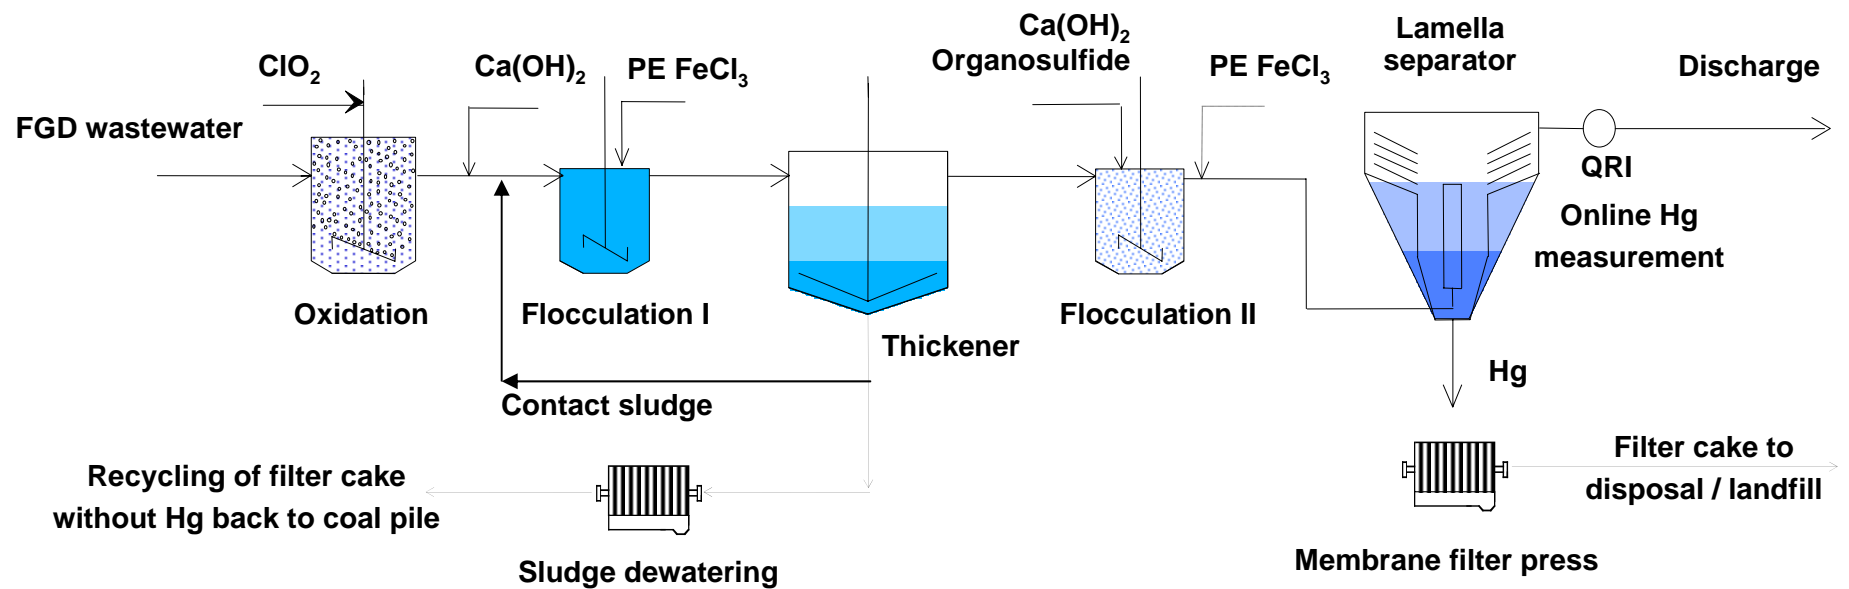 ClO₂
FGD wastewater
Ca(OH)₂
PE FeCl₃
Ca(OH)₂
Organosulfide
PE FeCl₃
Lamella
separator
Discharge
QRI
Online Hg
measurement
Oxidation
Flocculation I
Thickener
Flocculation II
Hg
Contact sludge
Recycling of filter cake
without Hg back to coal pile
Sludge dewatering
Filter cake to
disposal / landfill
Membrane filter press